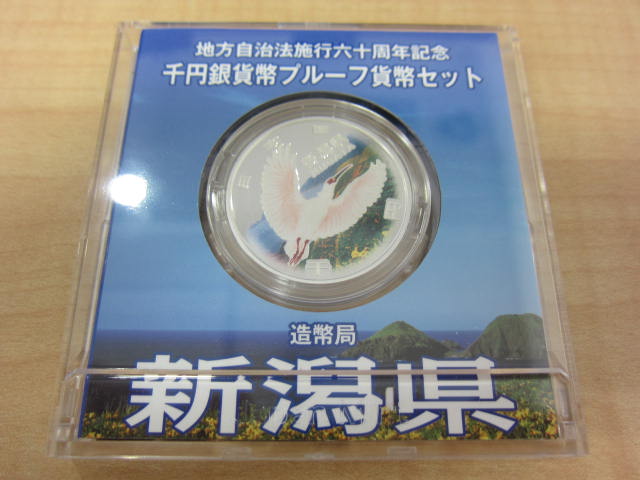 地方自治法施行六十周年記念
千円銀貨幣プルーフ貨幣セット
造幣局
新潟県